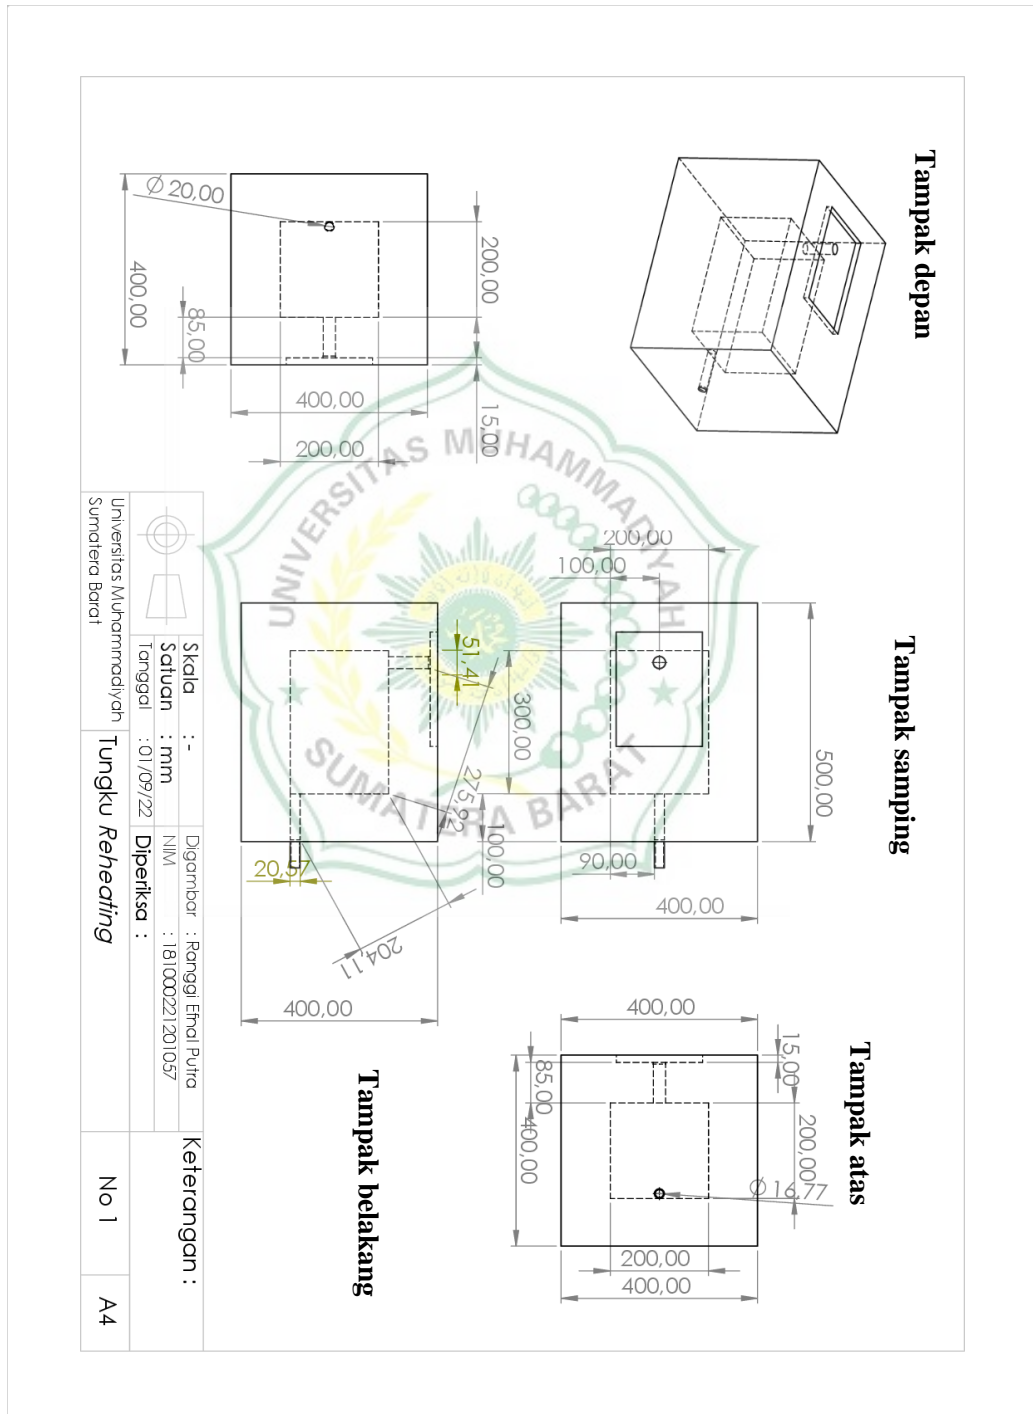 Tampak depan
Ø 20,00
400,00
85,00
200,00
15,00
400,00
200,00
Tampak samping
200,00
100,00
500,00
90,00
400,00
51,41
300,00
275,92
100,00
20,57
204,11
400,00
Tampak belakang
Tampak atas
400,00
15,00
85,00
400,00
200,00
Ø 16,77
200,00
400,00
UNIVERSITAS MUHAMMADIYAH
SUMATERA BARAT
Skala : -
Satuan : mm
Tanggal : 01/09/22
Digambar : Ranggi Efnal Putra
NIM : 181000221201057
Diperiksa :
Keterangan :
Universitas Muhammadiyah
Sumatera Barat
Tungku Reheating
No 1
A4